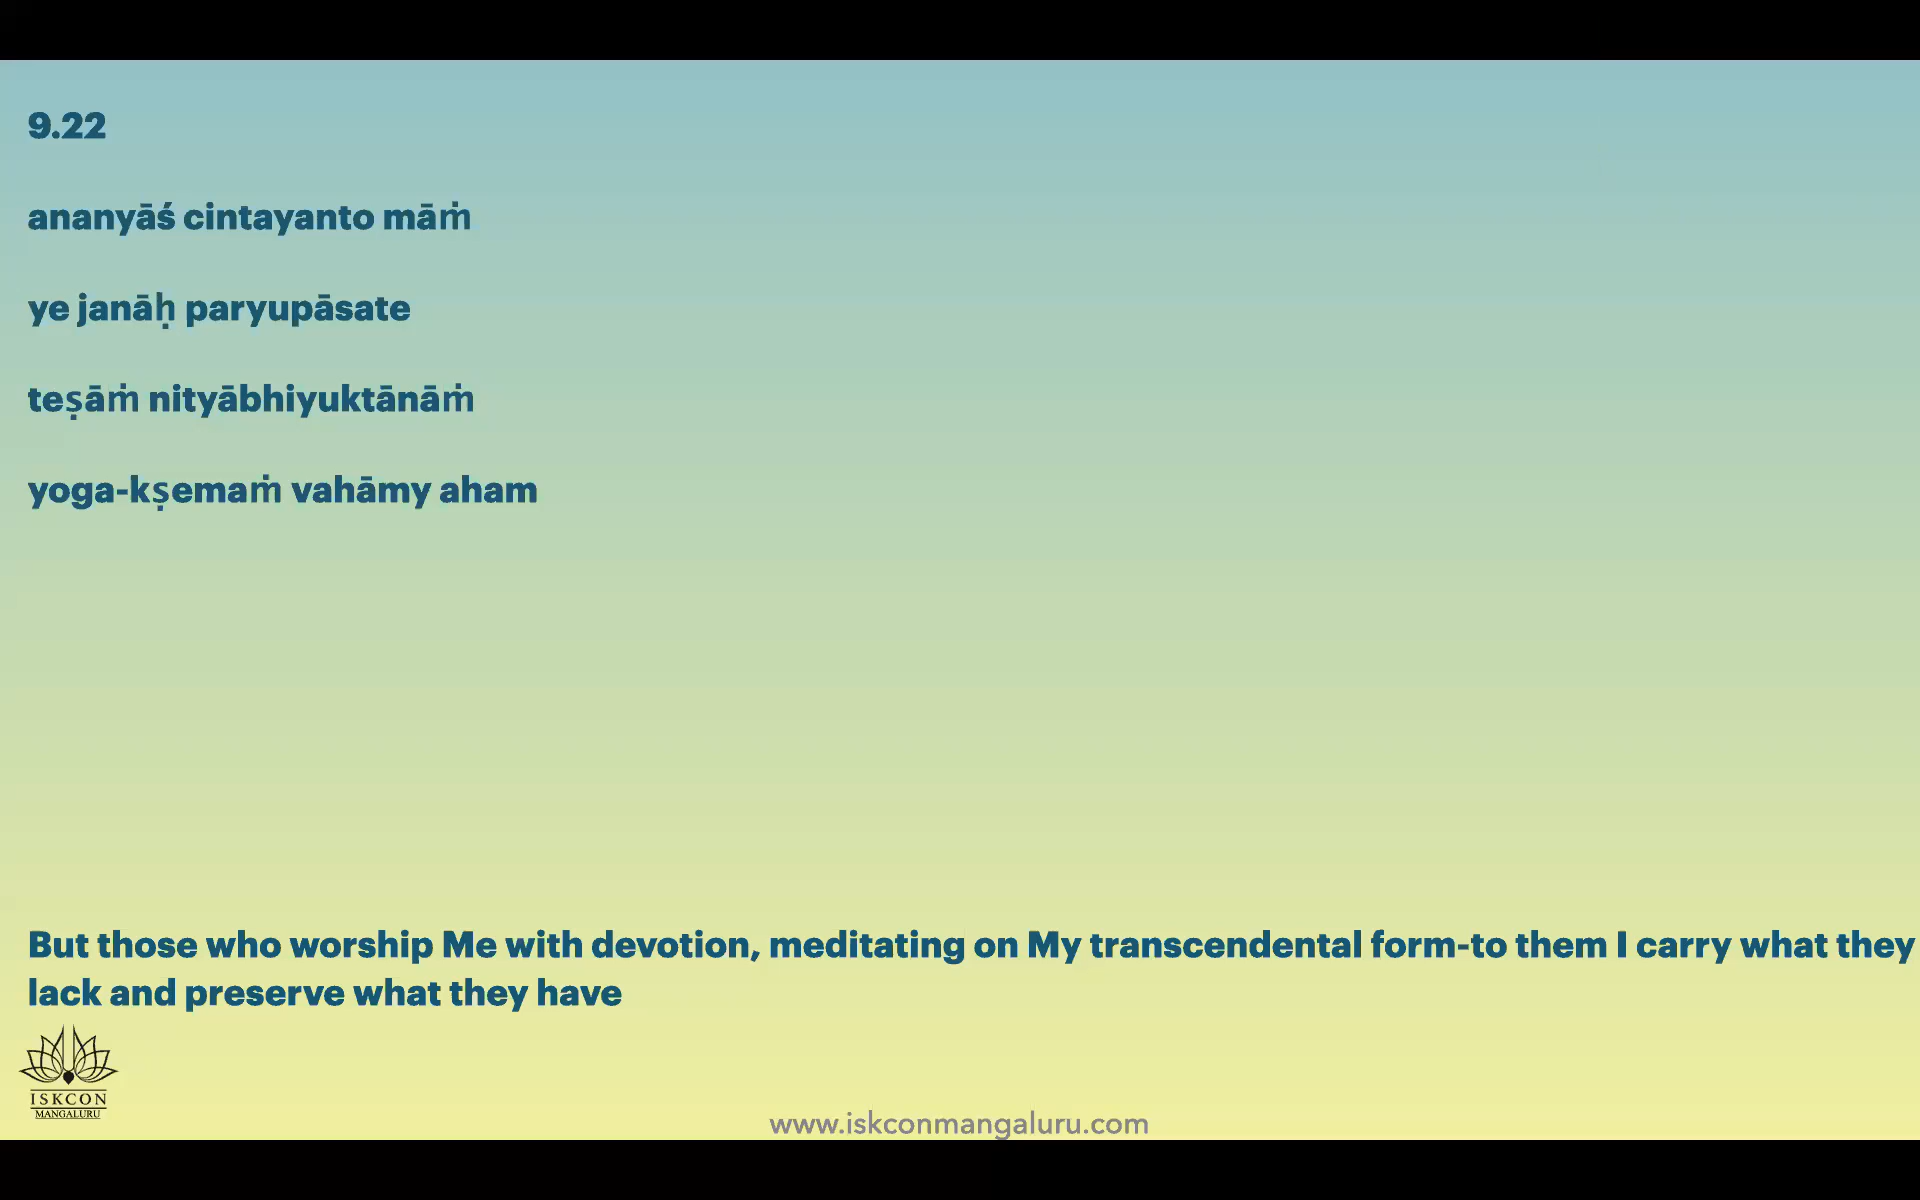 9.22
ananyāś cintayanto māṁ
ye janāḥ paryupāsate
teṣāṁ nityābhiyuktānāṁ
yoga-kṣemaṁ vahāmy aham
But those who worship Me with devotion, meditating on My transcendental form-to them I carry what they
lack and preserve what they have
ISKCON
MANGALURU
www.iskconmangaluru.com